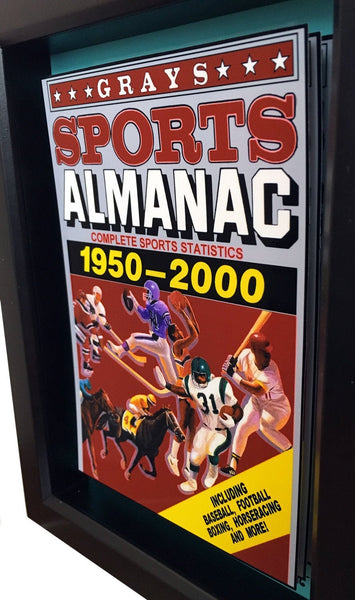 ★ ★ ★ GRAYS ★ ★ ★
SPORTS
ALMANAC
COMPLETE SPORTS STATISTICS
1950–2000
31
INCLUDING
BASEBALL, FOOTBALL
BOXING, HORSERACING
AND MORE!